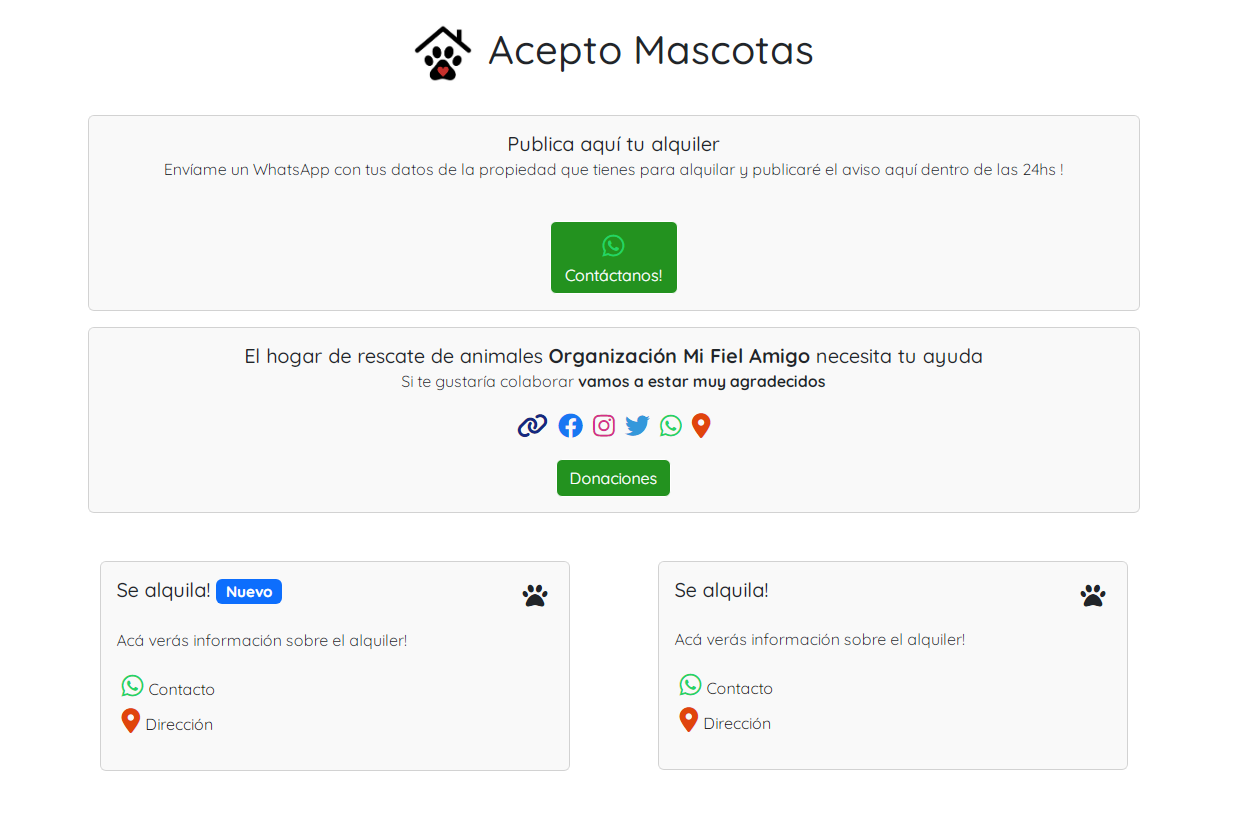 Acepto Mascotas
Publica aquí tu alquiler
Envíame un WhatsApp con tus datos de la propiedad que tienes para alquilar y publicaré el aviso aquí dentro de las 24hs !
Contáctanos!
El hogar de rescate de animales Organización Mi Fiel Amigo necesita tu ayuda
Si te gustaría colaborar vamos a estar muy agradecidos
Donaciones
Se alquila! Nuevo
Acá verás información sobre el alquiler!
Contacto
Dirección
Se alquila!
Acá verás información sobre el alquiler!
Contacto
Dirección